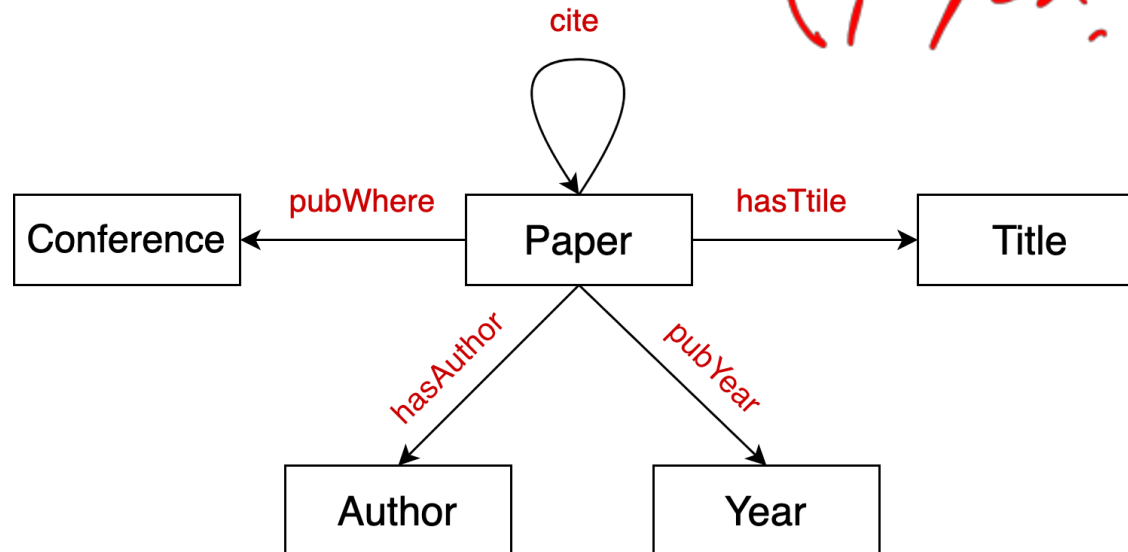 cite
pubWhere
hasTtile
Conference
Paper
Title
hasAuthor
pubYear
Author
Year